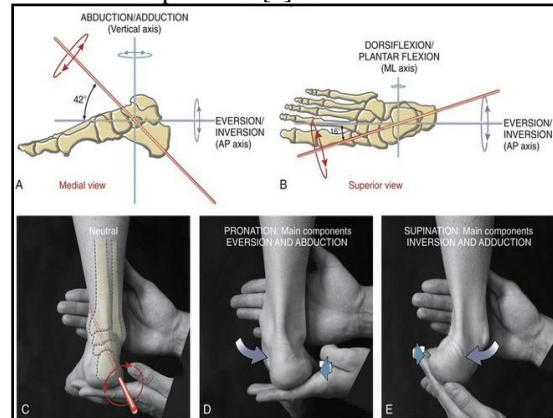 ABDUCTION/ADDUCTION
(Vertical axis)
42°
EVERSION/
INVERSION
(AP axis)
A
Medial view
DORSIFLEXION/
PLANTAR FLEXION
(ML axis)
16°
EVERSION/
INVERSION
(AP axis)
B
Superior view
Neutral
C
PRONATION: Main components
EVERSION AND ABDUCTION
D
SUPINATION: Main components
INVERSION AND ADDUCTION
E